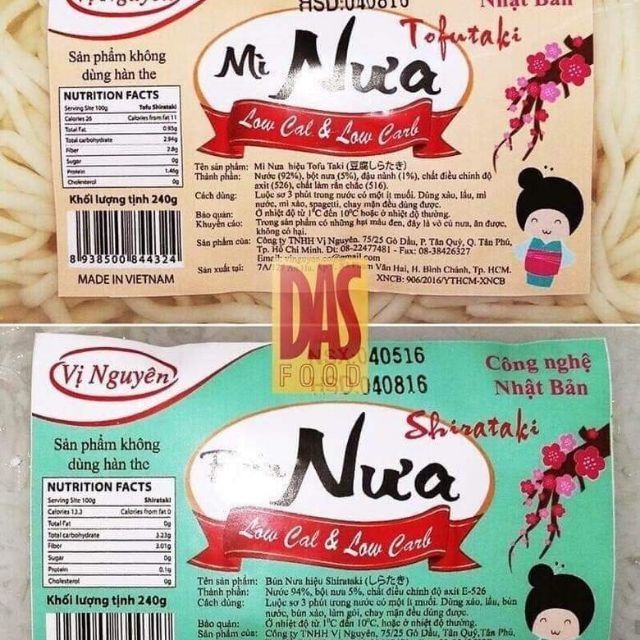 Vị Nguyên
HSD:040816
Nhật Bản
Tofutaki
Sản phẩm không
dùng hàn the
Mì Nưa
Low Cal & Low Carb
NUTRITION FACTS
Serving Site 100g Tofu Shirataki
Calories 26 Calories from fat 11
Total Fat 0.93g
Total carbohydrate 2.94g
Fiber 2.8g
Sugar 0g
Protein 1.46g
Cholesterol 0g
Khối lượng tịnh 240g
8 938500 844324
MADE IN VIETNAM
Tên sản phẩm: Mì Nưa hiệu Tofu Taki (豆腐しらたき)
Thành phần: Nước (92%), bột nưa (5%), đậu nành (1%), chất điều chỉnh độ
axit (526), chất làm rắn chắc (516).
Cách dùng: Luộc sơ 3 phút trong nước có một ít muối. Dùng xào, lẩu, mì
nước, mì xào, spagetti, chay mặn đều dùng được.
Bảo quản: Ở nhiệt độ từ 1°C đến 10°C hoặc ở nhiệt độ thường.
Khuyến cáo: Trong sản phẩm có những hạt màu đen, đây là vỏ củ nưa, ăn được,
không có hại.
Sản phẩm của: Công ty TNHH Vị Nguyên. 75/25 Gò Dầu, P. Tân Quý, Q. Tân Phú,
Tp. Hồ Chí Minh. Đt: 08-22477481 - Fax: 08-38426327
Sản xuất tại: 7A/127 Văn Hai, H. Bình Chánh, Tp. HCM.
XNCB: 906/2016/YTHCM-XNCB
DAS
FOOD
NSX:040516
HSD:040816
Vị Nguyên
Công nghệ
Nhật Bản
Shirataki
Sản phẩm không
dùng hàn the
Nưa
Low Cal & Low Carb
NUTRITION FACTS
Serving Site 100g Shirataki
Calories 13.3 Calories from fat 0
Total Fat 0g
Total carbohydrate 3.23g
Fiber 3.01g
Sugar 0g
Protein 0.1g
Cholesterol 0g
Khối lượng tịnh 240g
Tên sản phẩm: Bún Nưa hiệu Shirataki (しらたき)
Thành phần: Nước 94%, bột nưa 5%, chất điều chỉnh độ axit E-526
Cách dùng: Luộc sơ 3 phút trong nước có một ít muối. Dùng xào, lẩu, bún
nước, bún xào, làm gỏi, chay mặn đều dùng được.
Bảo quản: Ở nhiệt độ từ 1°C đến 10°C, hoặc ở nhiệt độ thường.
Sản phẩm của: Công ty TNHH Vị Nguyên, 75/25 Gò Dầu, P. Tân Quý, Q.Tân Phú,